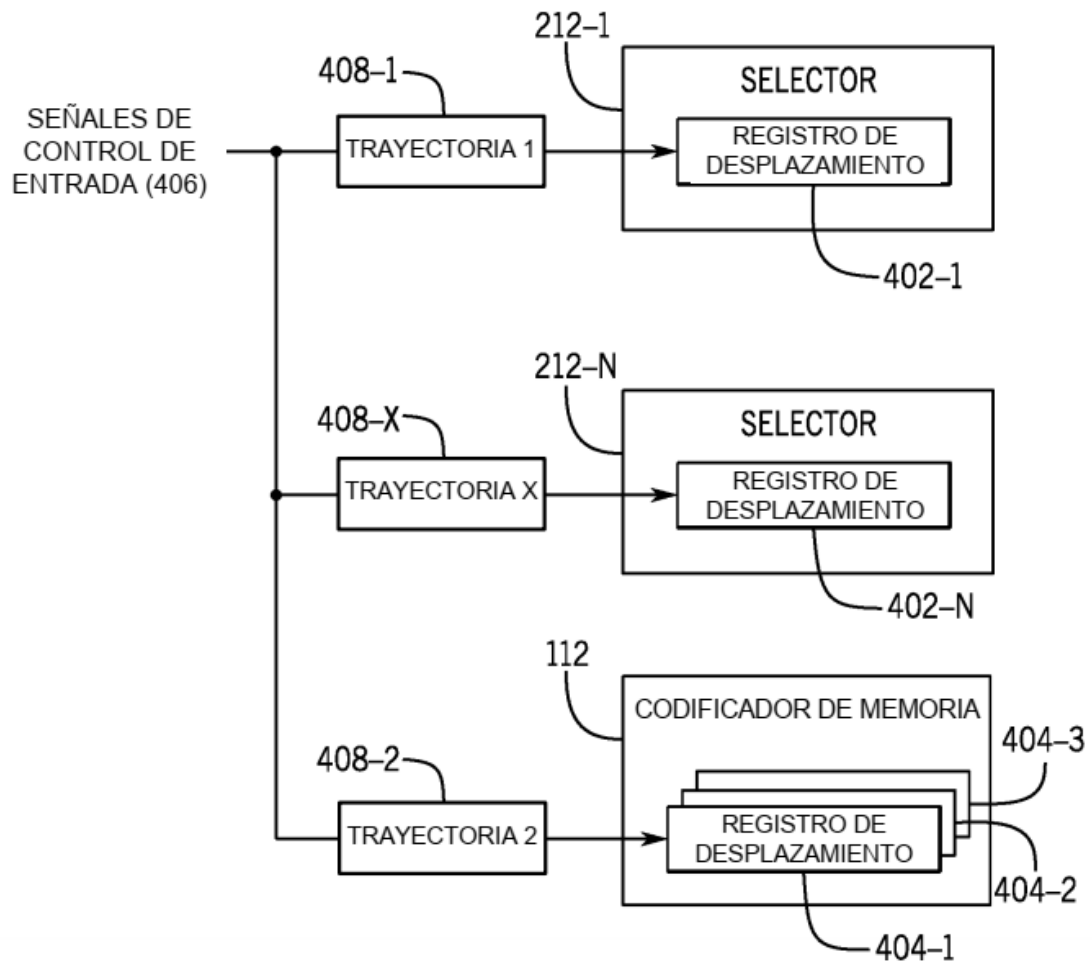 212–1
408–1
SELECTOR
SEÑALES DE
CONTROL DE
ENTRADA (406)
TRAYECTORIA 1
REGISTRO DE
DESPLAZAMIENTO
402–1
212–N
408–X
SELECTOR
TRAYECTORIA X
REGISTRO DE
DESPLAZAMIENTO
402–N
112
CODIFICADOR DE MEMORIA
408–2
404–3
TRAYECTORIA 2
REGISTRO DE
DESPLAZAMIENTO
404–2
404–1